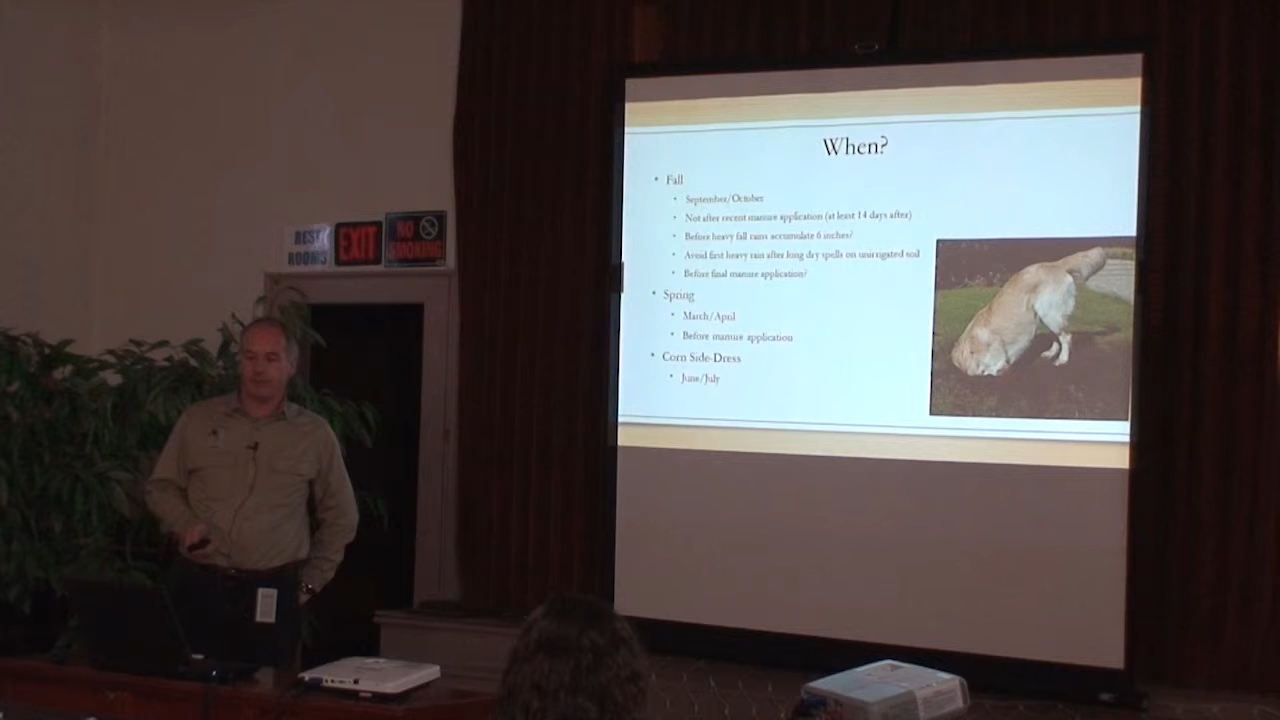 When?
• Fall
• September/October
• Not after recent manure application (at least 14 days after)
• Before heavy fall rains accumulate 6 inches?
• Avoid first heavy rain after long dry spells on unirrigated soil
• Before final manure application?
• Spring
• March/April
• Before manure application
• Corn Side-Dress
• June/July
REST
ROOMS
EXIT
NO
SMOKING